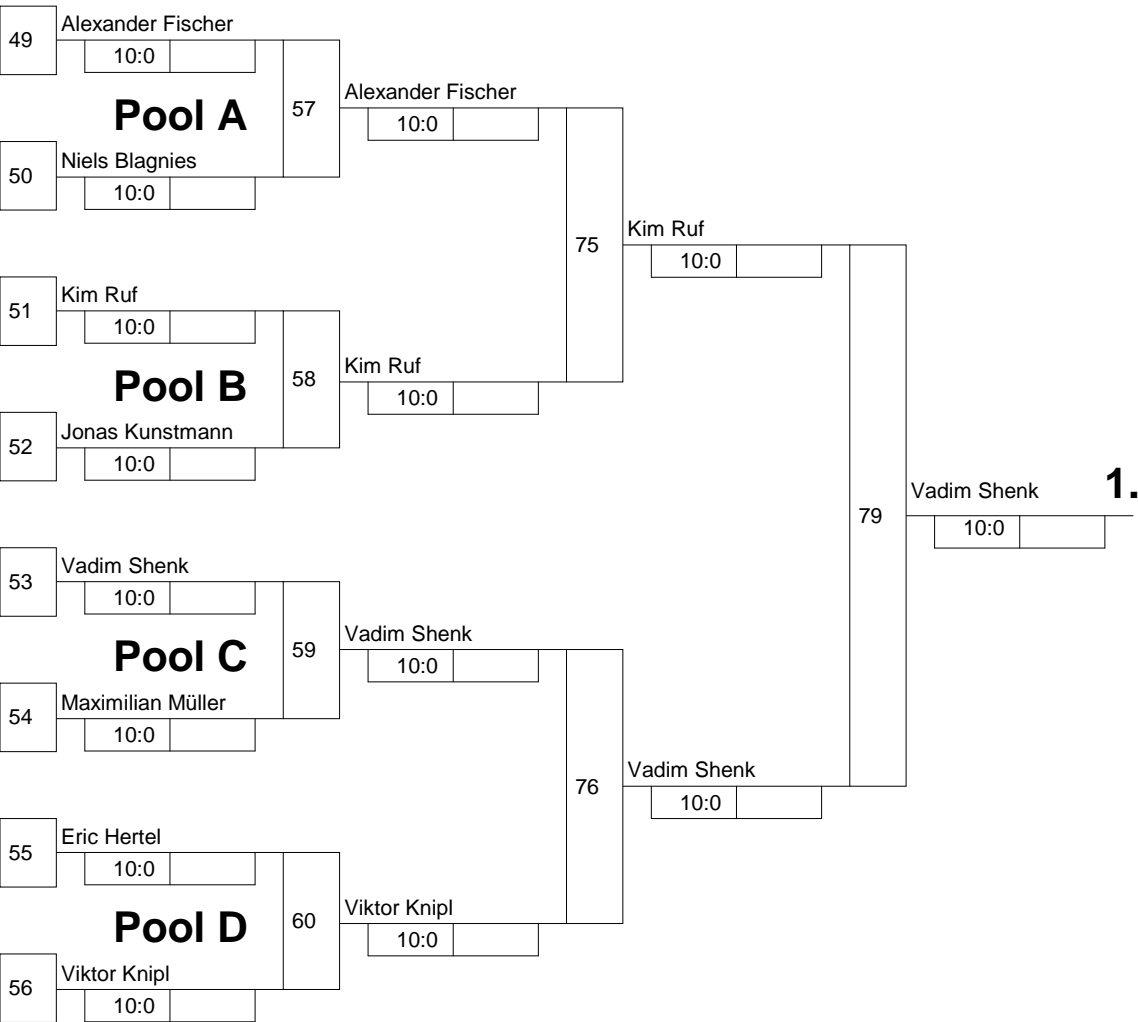 49
Alexander Fischer
10:0
Pool A
57
Alexander Fischer
10:0
50
Niels Blagnies
10:0
75
Kim Ruf
10:0
51
Kim Ruf
10:0
Pool B
58
Kim Ruf
10:0
52
Jonas Kunstmann
10:0
79
Vadim Shenk
1.
10:0
53
Vadim Shenk
10:0
Pool C
59
Vadim Shenk
10:0
54
Maximilian Müller
10:0
76
Vadim Shenk
10:0
55
Eric Hertel
10:0
Pool D
60
Viktor Knipl
10:0
56
Viktor Knipl
10:0